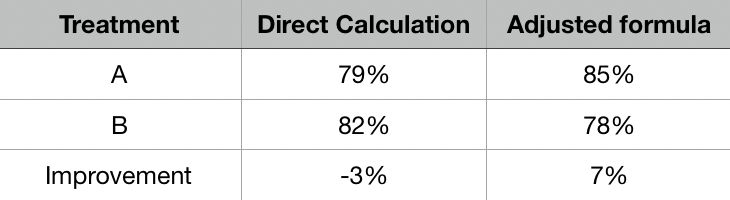 Treatment Direct Calculation Adjusted formula
A 79% 85%
B 82% 78%
Improvement -3% 7%